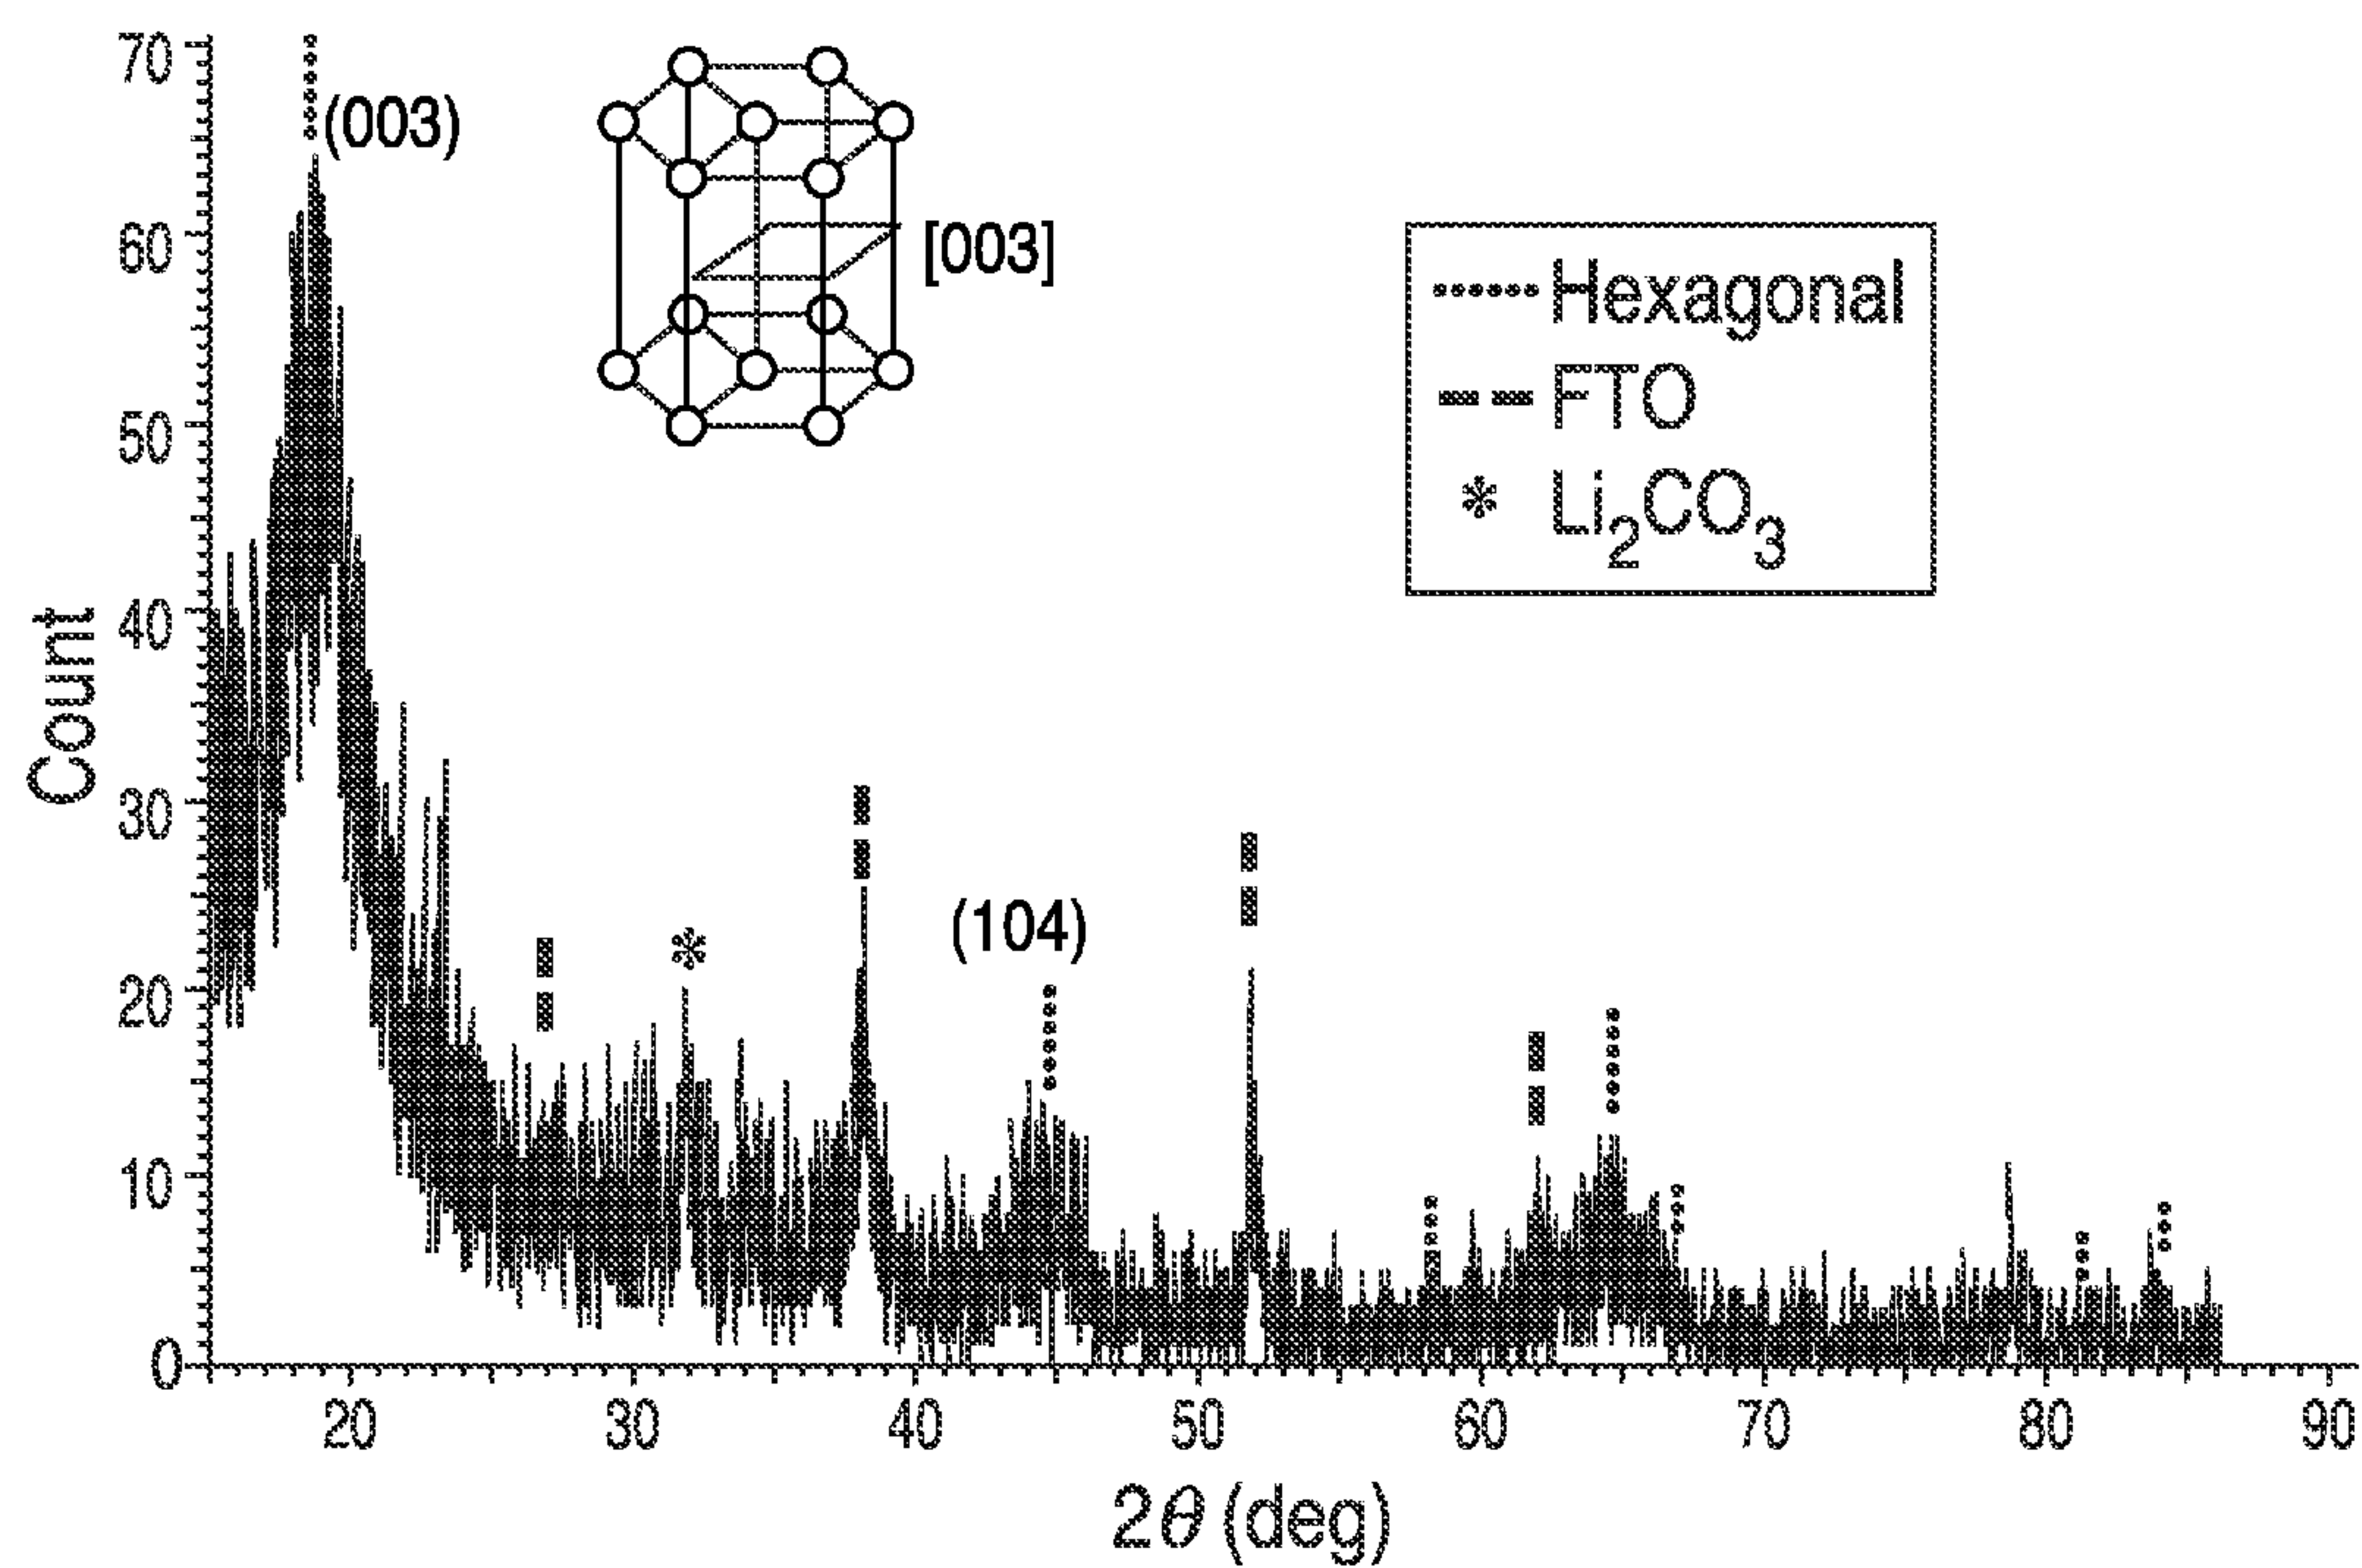 70
60
50
40
30
20
10
0
Count
(003)
[003]
Hexagonal
FTO
* Li₂CO₃
*
(104)
20 30 40 50 60 70 80 90
2θ (deg)